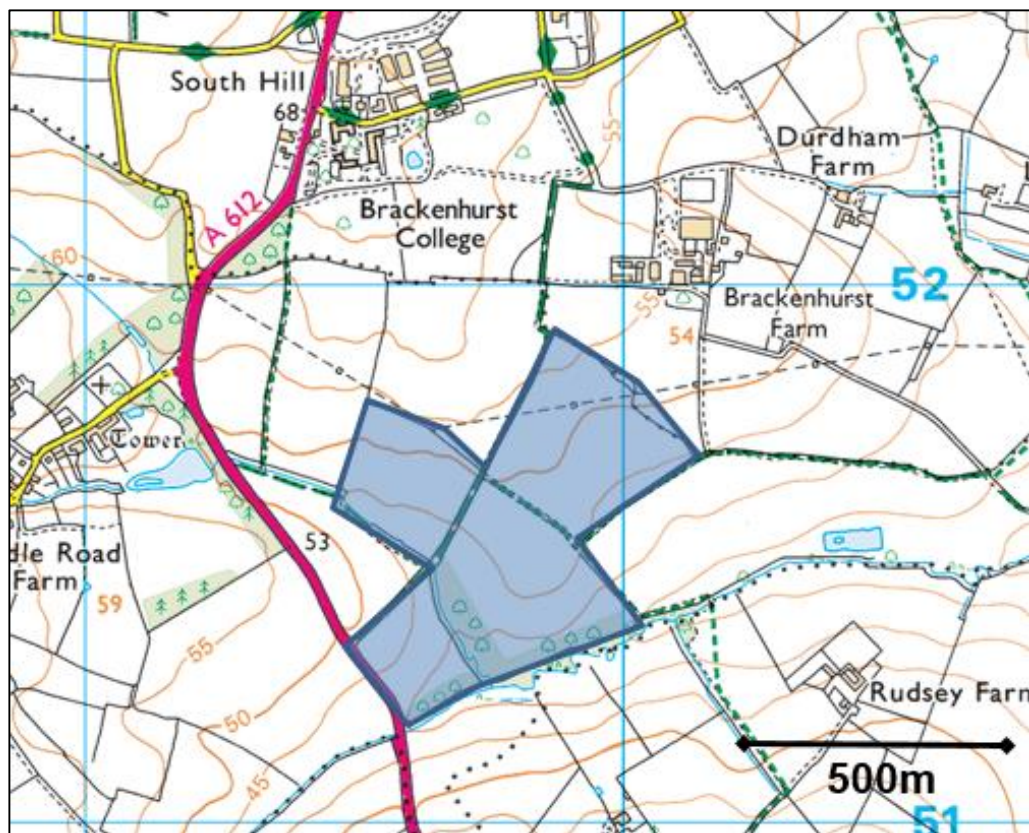 South Hill
68
A 612
55
Durdham
Farm
Brackenhurst
College
60
52
55
54
Brackenhurst
Farm
Tower
53
dle Road
Farm
59
55
50
45
Rudsey Farm
500m
51